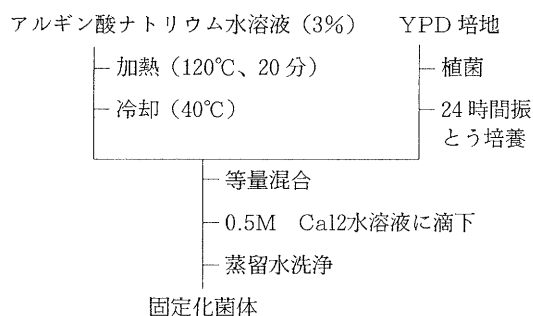 アルギン酸ナトリウム水溶液（3％） YPD 培地
加熱（120℃、20 分） 植菌
冷却（40℃） 24 時間振
とう培養
等量混合
0.5M Cal2水溶液に滴下
蒸留水洗浄
固定化菌体